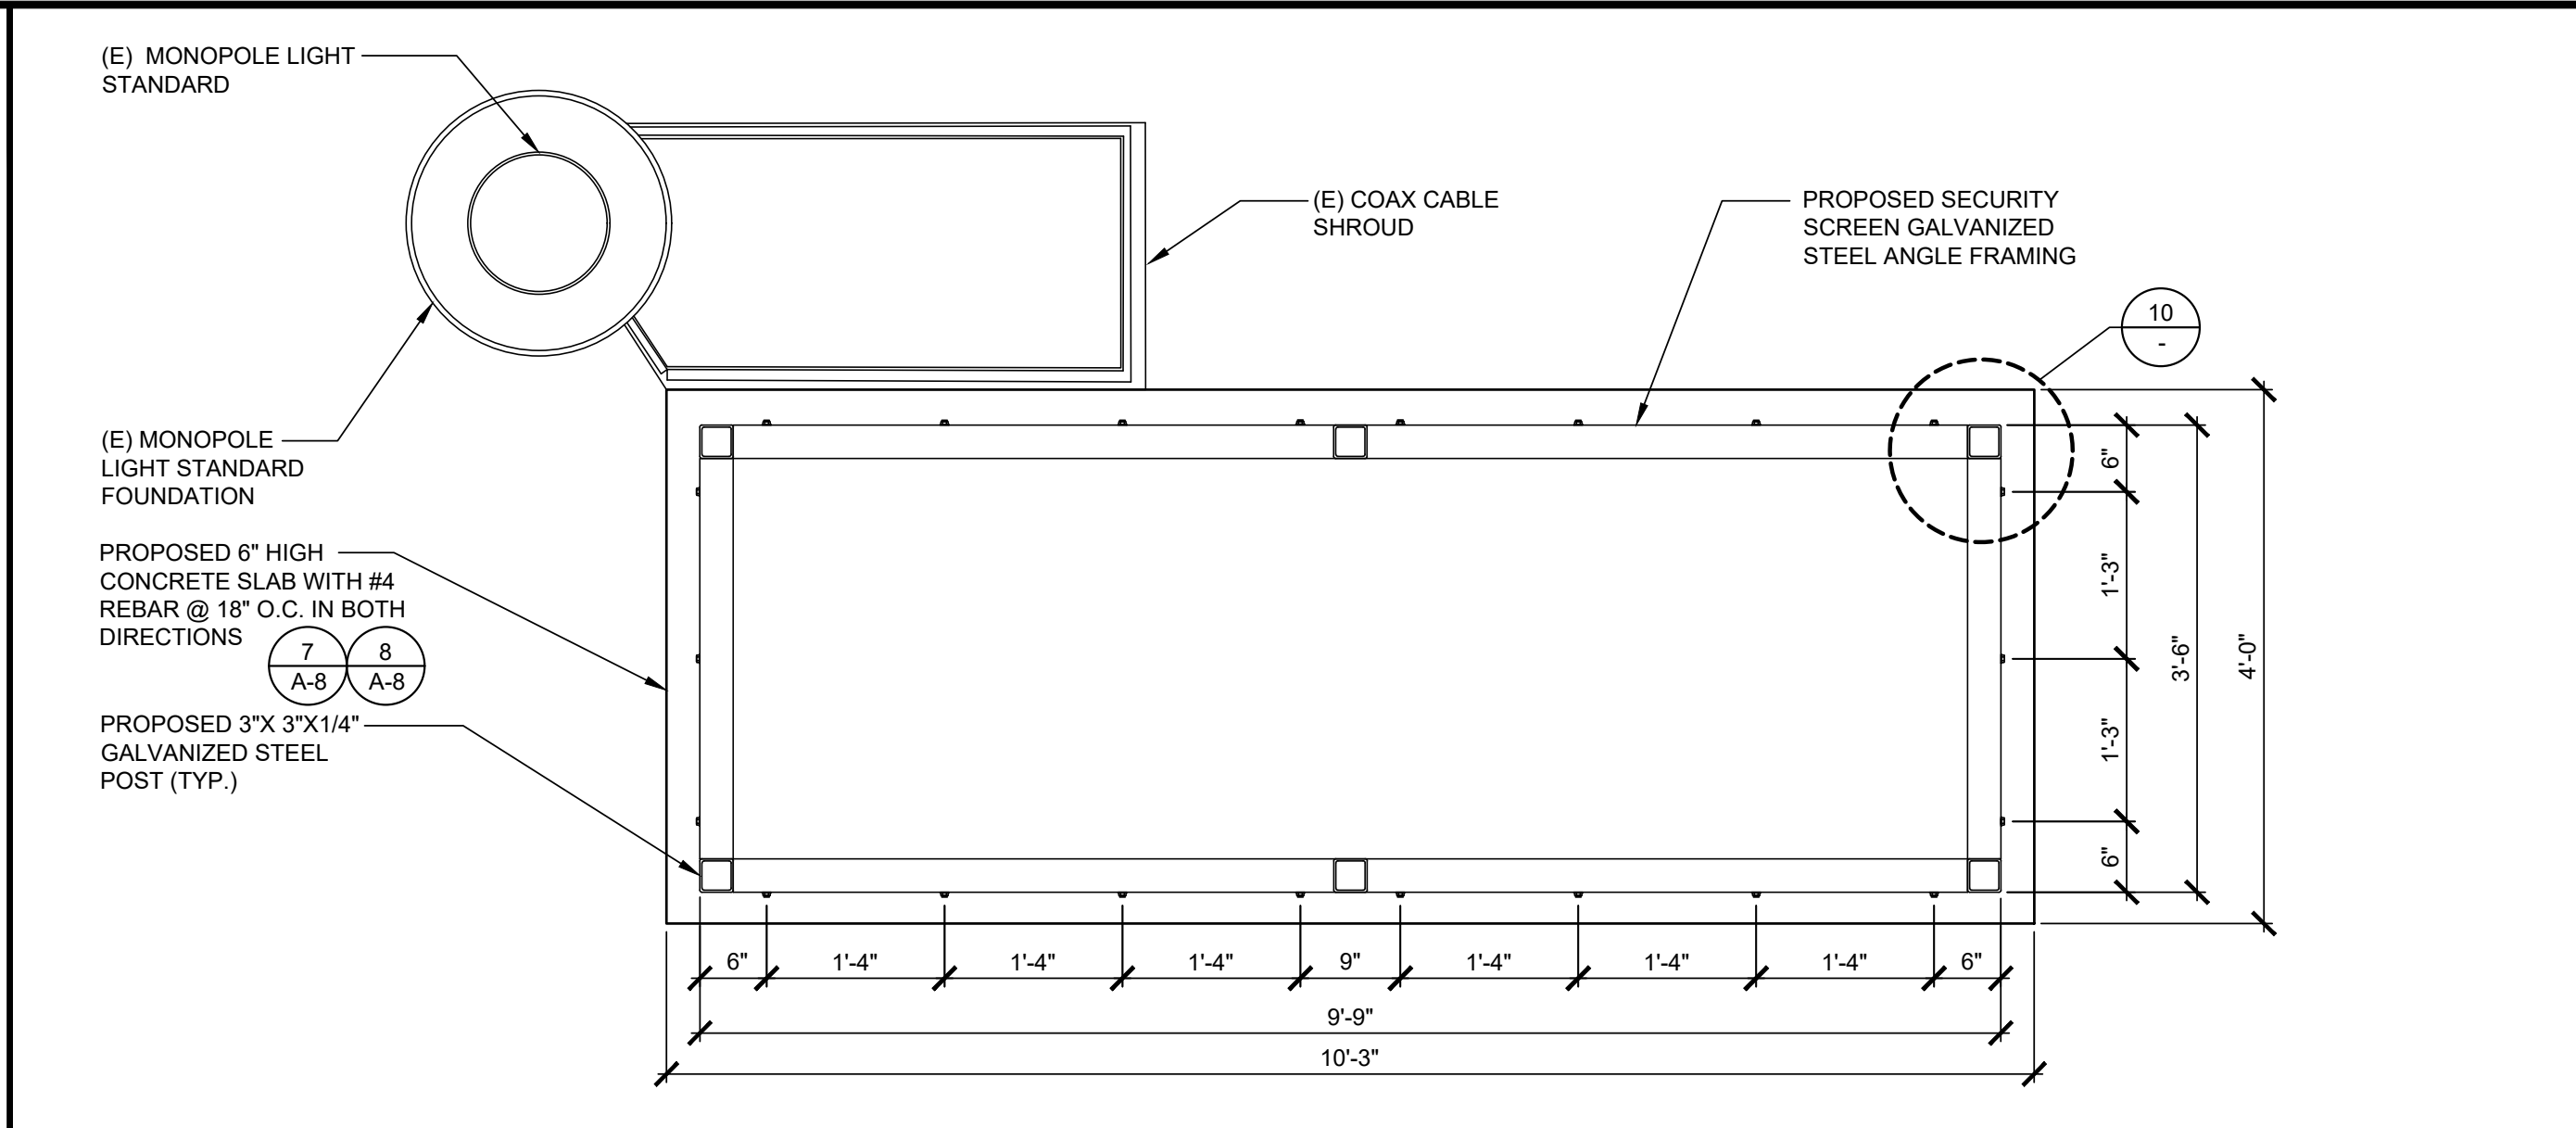 (E)  MONOPOLE LIGHT
STANDARD
(E) COAX CABLE
SHROUD
PROPOSED SECURITY
SCREEN GALVANIZED
STEEL ANGLE FRAMING
10
-
(E) MONOPOLE
LIGHT STANDARD
FOUNDATION
PROPOSED 6" HIGH
CONCRETE SLAB WITH #4
REBAR @ 18" O.C. IN BOTH
DIRECTIONS
7
A-8
8
A-8
PROPOSED 3"X 3"X1/4"
GALVANIZED STEEL
POST (TYP.)
6"
1'-3"
1'-3"
6"
3'-6"
4'-0"
6"
1'-4"
1'-4"
1'-4"
9"
1'-4"
1'-4"
1'-4"
6"
9'-9"
10'-3"